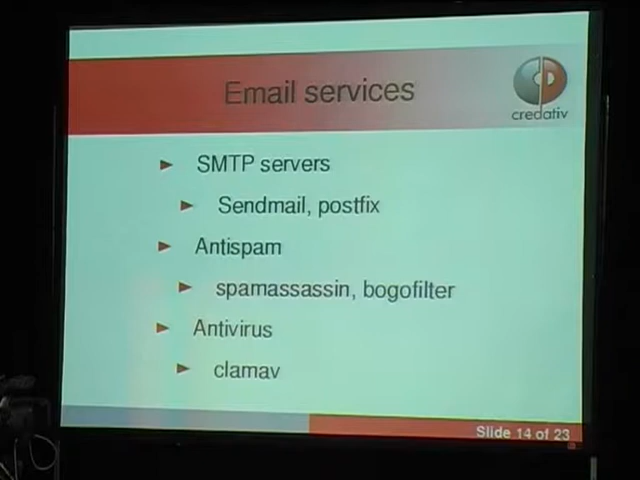 Email services
credativ
SMTP servers
Sendmail, postfix
Antispam
spamassassin, bogofilter
Antivirus
clamav
Slide 14 of 23